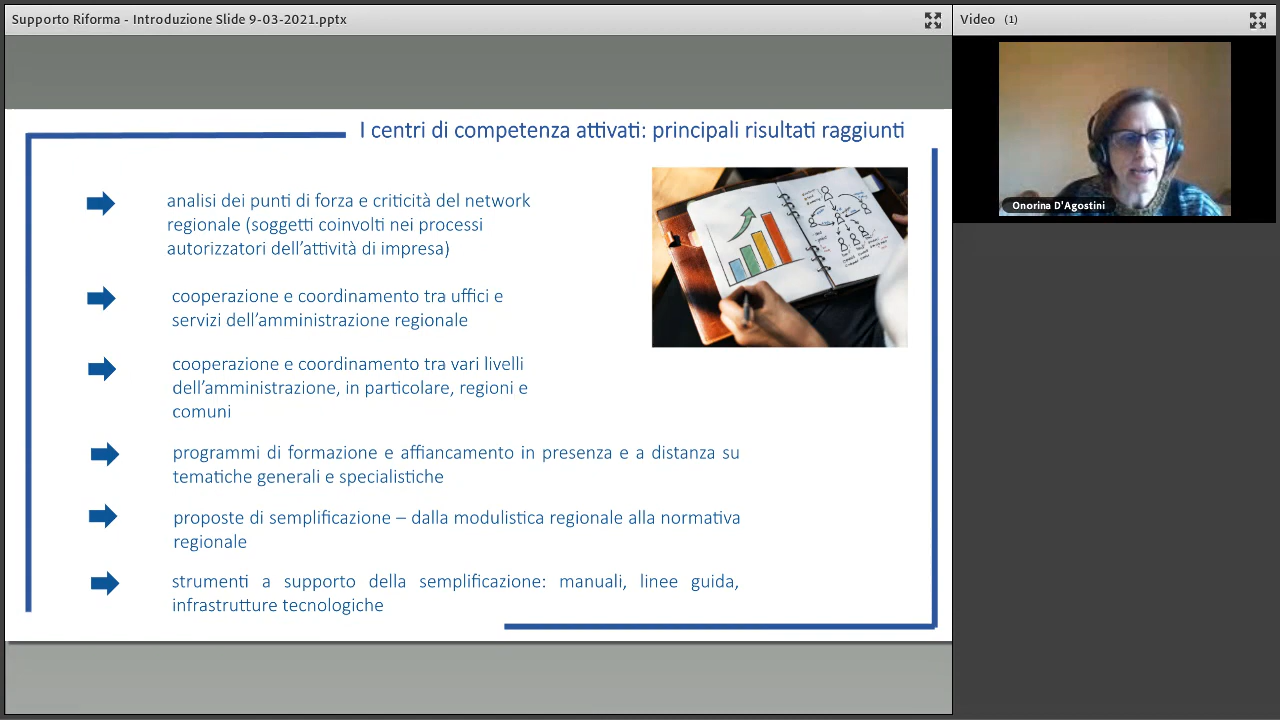 Supporto Riforma - Introduzione Slide 9-03-2021.pptx
Video (1)
I centri di competenza attivati: principali risultati raggiunti
analisi dei punti di forza e criticità del network
regionale (soggetti coinvolti nei processi
autorizzatori dell'attività di impresa)
cooperazione e coordinamento tra uffici e
servizi dell'amministrazione regionale
cooperazione e coordinamento tra vari livelli
dell'amministrazione, in particolare, regioni e
comuni
programmi di formazione e affiancamento in presenza e a distanza su
tematiche generali e specialistiche
proposte di semplificazione – dalla modulistica regionale alla normativa
regionale
strumenti a supporto della semplificazione: manuali, linee guida,
infrastrutture tecnologiche
Onorina D'Agostini